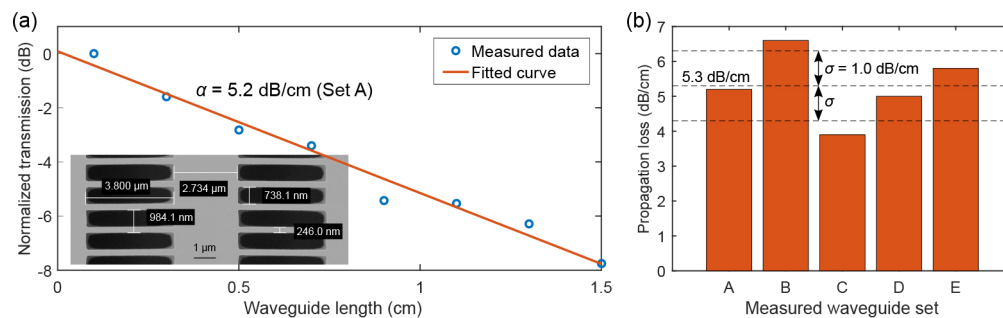 (a)
Normalized transmission (dB)
0
-2
-4
-6
-8
Measured data
Fitted curve
α = 5.2 dB/cm (Set A)
3.800 µm
2.734 µm
738.1 nm
984.1 nm
246.0 nm
1 µm
0
0.5
1
1.5
Waveguide length (cm)
(b)
Propagation loss (dB/cm)
7
6
5
4
3
2
1
0
5.3 dB/cm
σ = 1.0 dB/cm
σ
A B C D E
Measured waveguide set